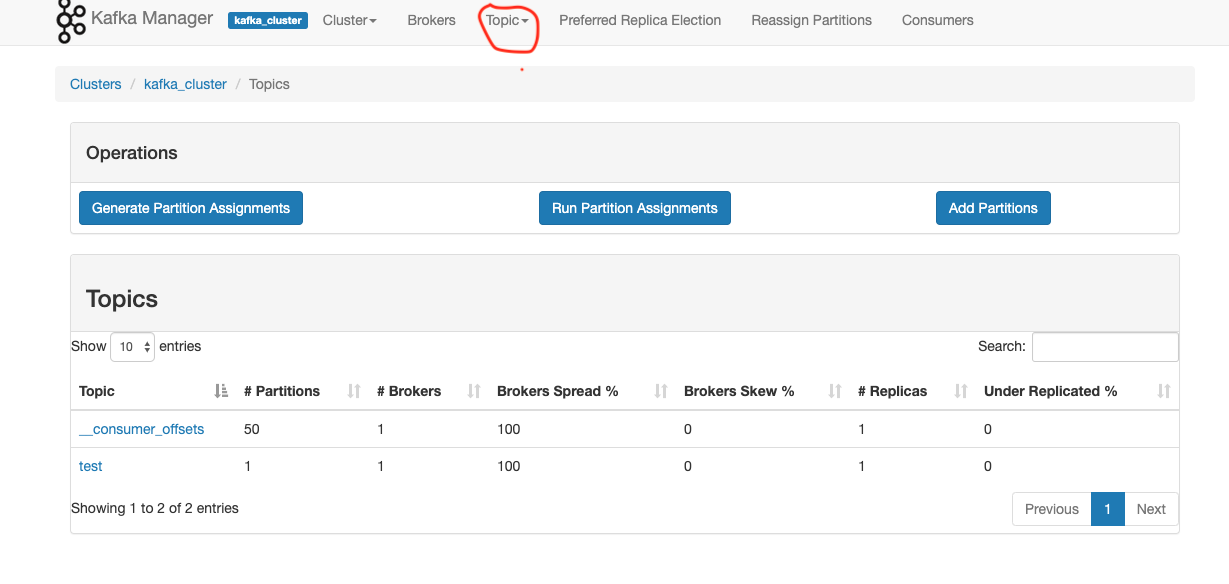 Kafka Manager kafka_cluster Cluster Brokers Topic Preferred Replica Election Reassign Partitions Consumers
Clusters / kafka_cluster / Topics
Operations
Generate Partition Assignments Run Partition Assignments Add Partitions
Topics
Show 10 entries Search:
Topic # Partitions # Brokers Brokers Spread % Brokers Skew % # Replicas Under Replicated %
__consumer_offsets 50 1 100 0 1 0
test 1 1 100 0 1 0
Showing 1 to 2 of 2 entries Previous 1 Next